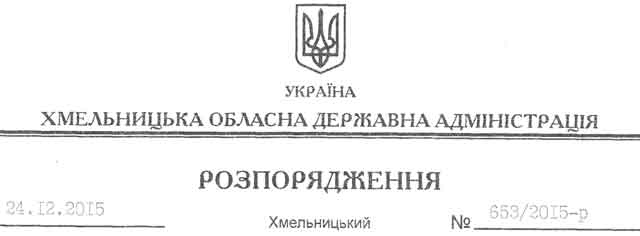 УКРАЇНА
ХМЕЛЬНИЦЬКА ОБЛАСНА ДЕРЖАВНА АДМІНІСТРАЦІЯ
РОЗПОРЯДЖЕННЯ
24.12.2015 Хмельницький № 653/2015-р